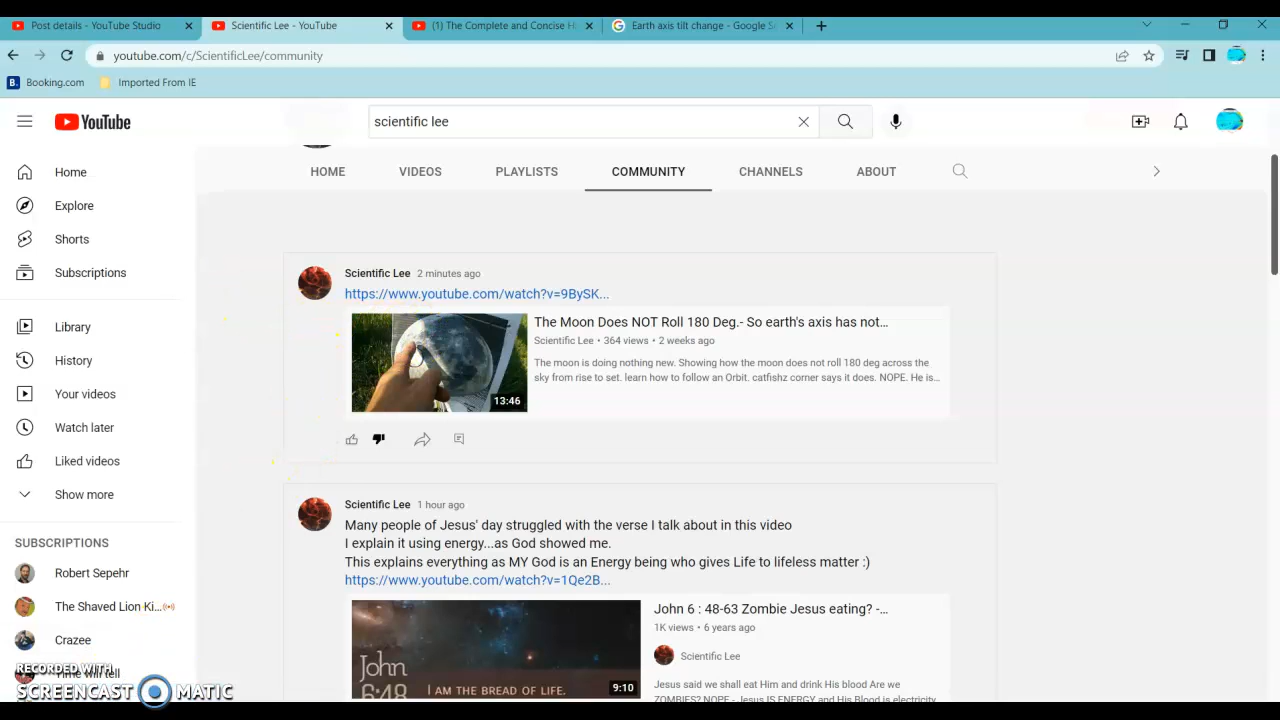 Post details - YouTube Studio
Scientific Lee - YouTube
(1) The Complete and Concise H
Earth axis tilt change - Google Se
youtube.com/c/ScientificLee/community
B. Booking.com
Imported From IE
YouTube
scientific lee
HOME
VIDEOS
PLAYLISTS
COMMUNITY
CHANNELS
ABOUT
Home
Explore
Shorts
Subscriptions
Library
History
Your videos
Watch later
Liked videos
Show more
SUBSCRIPTIONS
Robert Sepehr
The Shaved Lion Ki...
Crazee
Time will tell
Scientific Lee 2 minutes ago
https://www.youtube.com/watch?v=9BySK...
The Moon Does NOT Roll 180 Deg.- So earth's axis has not...
Scientific Lee • 364 views • 2 weeks ago
The moon is doing nothing new. Showing how the moon does not roll 180 deg across the
sky from rise to set. learn how to follow an Orbit. catfishz corner says it does. NOPE. He is...
13:46
Scientific Lee 1 hour ago
Many people of Jesus' day struggled with the verse I talk about in this video
I explain it using energy...as God showed me.
This explains everything as MY God is an Energy being who gives Life to lifeless matter :)
https://www.youtube.com/watch?v=1Qe2B...
John 6 : 48-63 Zombie Jesus eating? -...
1K views • 6 years ago
Scientific Lee
Jesus said we shall eat Him and drink His blood Are we
ZOMBIES? NOPE - Jesus IS ENERGY and His Blood is electricity
John
6:48
I AM THE BREAD OF LIFE.
9:10
RECORDED WITH
SCREENCAST MATIC